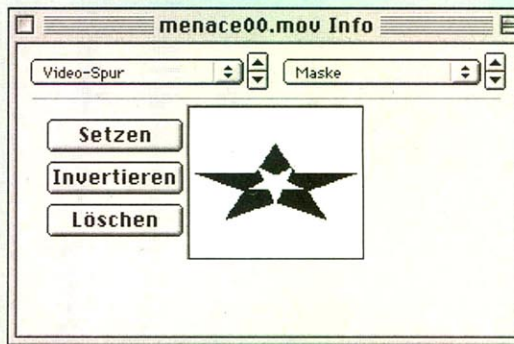 menace00.mov Info
Video-Spur Maske
Setzen
Invertieren
Löschen